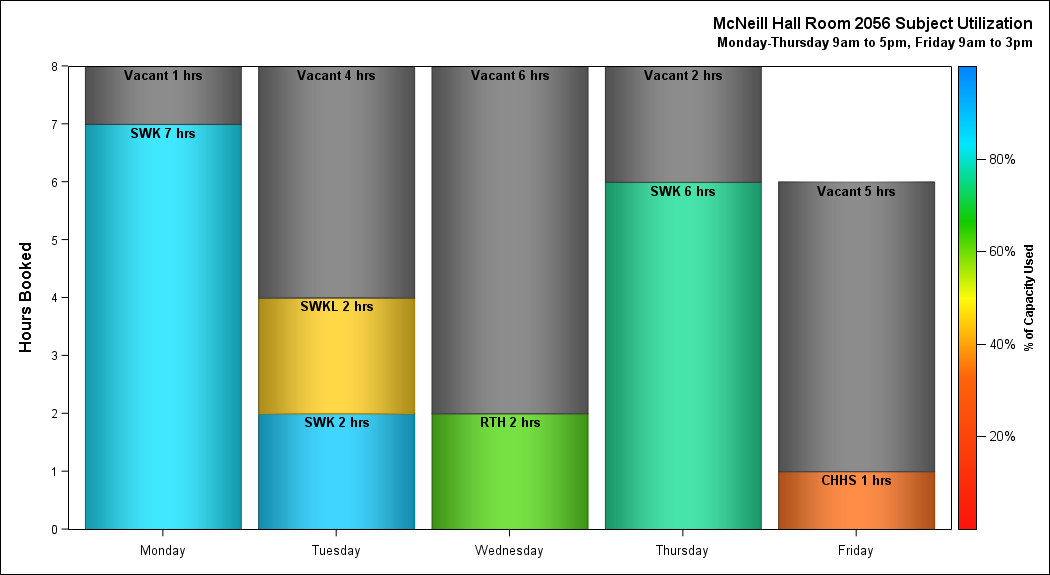 McNeill Hall Room 2056 Subject Utilization
Monday-Thursday 9am to 5pm, Friday 9am to 3pm
Hours Booked
8
7
6
5
4
3
2
1
0
Vacant 1 hrs
SWK 7 hrs
Vacant 4 hrs
SWKL 2 hrs
SWK 2 hrs
Vacant 6 hrs
RTH 2 hrs
Vacant 2 hrs
SWK 6 hrs
Vacant 5 hrs
CHHS 1 hrs
Monday
Tuesday
Wednesday
Thursday
Friday
80%
60%
40%
20%
% of Capacity Used